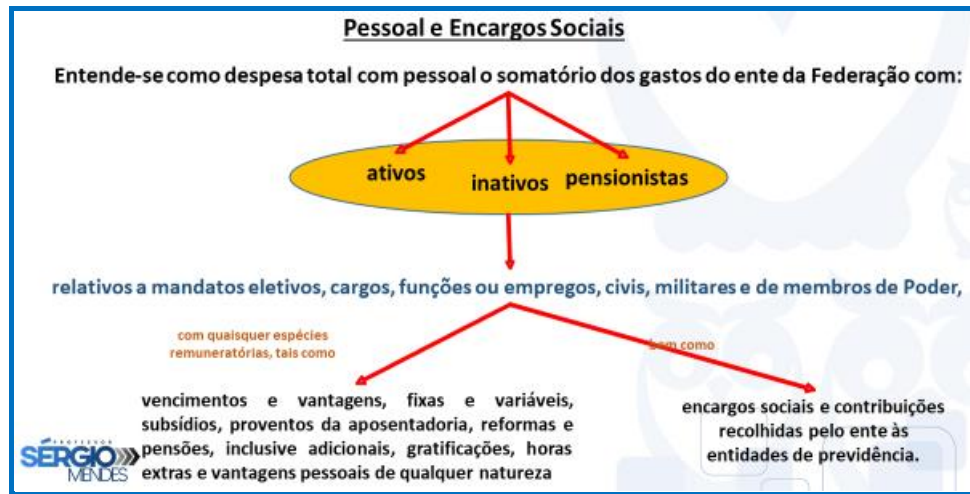 Pessoal e Encargos Sociais
Entende-se como despesa total com pessoal o somatório dos gastos do ente da Federação com:
ativos inativos pensionistas
relativos a mandatos eletivos, cargos, funções ou empregos, civis, militares e de membros de Poder,
com quaisquer espécies
remuneratórias, tais como
bem como
vencimentos e vantagens, fixas e variáveis,
subsídios, proventos da aposentadoria, reformas e
pensões, inclusive adicionais, gratificações, horas
extras e vantagens pessoais de qualquer natureza
encargos sociais e contribuições
recolhidas pelo ente às
entidades de previdência.
PROFESSOR
SÉRGIO
MENDES